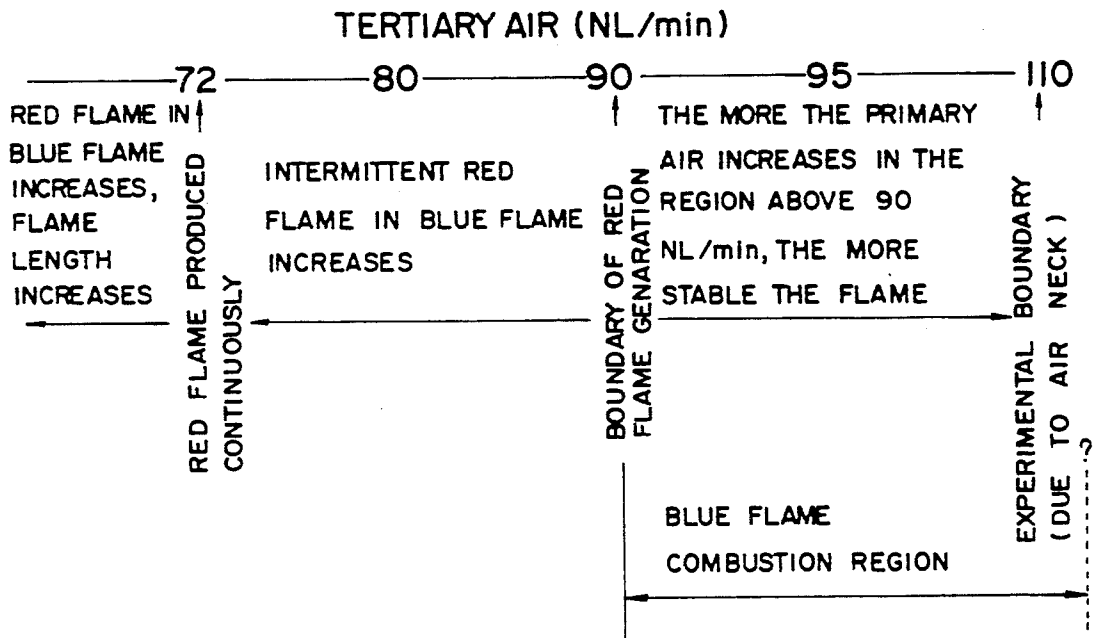 TERTIARY AIR (NL/min)
72 80 90 95 110
RED FLAME IN
BLUE FLAME
INCREASES,
FLAME
LENGTH
INCREASES
RED FLAME PRODUCED
CONTINUOUSLY
INTERMITTENT RED
FLAME IN BLUE FLAME
INCREASES
BOUNDARY OF RED
FLAME GENARATION
THE MORE THE PRIMARY
AIR INCREASES IN THE
REGION ABOVE 90
NL/min, THE MORE
STABLE THE FLAME
EXPERIMENTAL BOUNDARY
(DUE TO AIR NECK)
?
BLUE FLAME
COMBUSTION REGION